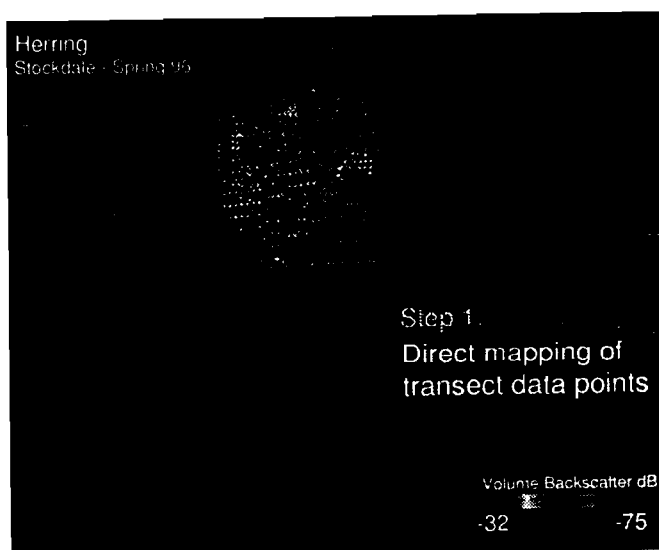 Herring
Stockdale - Spring 95
Step 1.
Direct mapping of
transect data points
Volume Backscatter dB
-32 -75